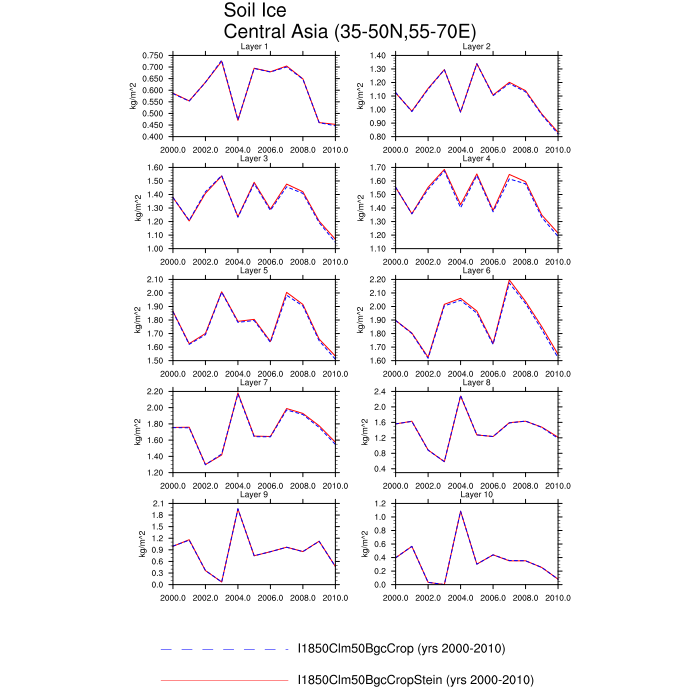 Soil Ice
Central Asia (35-50N,55-70E)
Layer 1 Layer 2
0.750 0.700 0.650 0.600 0.550 0.500 0.450 0.400
kg/m^2
2000.0 2002.0 2004.0 2006.0 2008.0 2010.0
1.40 1.30 1.20 1.10 1.00 0.90 0.80
kg/m^2
2000.0 2002.0 2004.0 2006.0 2008.0 2010.0
Layer 3 Layer 4
1.60 1.50 1.40 1.30 1.20 1.10 1.00
kg/m^2
2000.0 2002.0 2004.0 2006.0 2008.0 2010.0
1.70 1.60 1.50 1.40 1.30 1.20 1.10
kg/m^2
2000.0 2002.0 2004.0 2006.0 2008.0 2010.0
Layer 5 Layer 6
2.10 2.00 1.90 1.80 1.70 1.60 1.50
kg/m^2
2000.0 2002.0 2004.0 2006.0 2008.0 2010.0
2.20 2.10 2.00 1.90 1.80 1.70 1.60
kg/m^2
2000.0 2002.0 2004.0 2006.0 2008.0 2010.0
Layer 7 Layer 8
2.20 2.00 1.80 1.60 1.40 1.20
kg/m^2
2000.0 2002.0 2004.0 2006.0 2008.0 2010.0
2.4 2.0 1.6 1.2 0.8 0.4
kg/m^2
2000.0 2002.0 2004.0 2006.0 2008.0 2010.0
Layer 9 Layer 10
2.1 1.8 1.5 1.2 0.9 0.6 0.3 0.0
kg/m^2
2000.0 2002.0 2004.0 2006.0 2008.0 2010.0
1.2 1.0 0.8 0.6 0.4 0.2 0.0
kg/m^2
2000.0 2002.0 2004.0 2006.0 2008.0 2010.0
I1850Clm50BgcCrop (yrs 2000-2010)
I1850Clm50BgcCropStein (yrs 2000-2010)